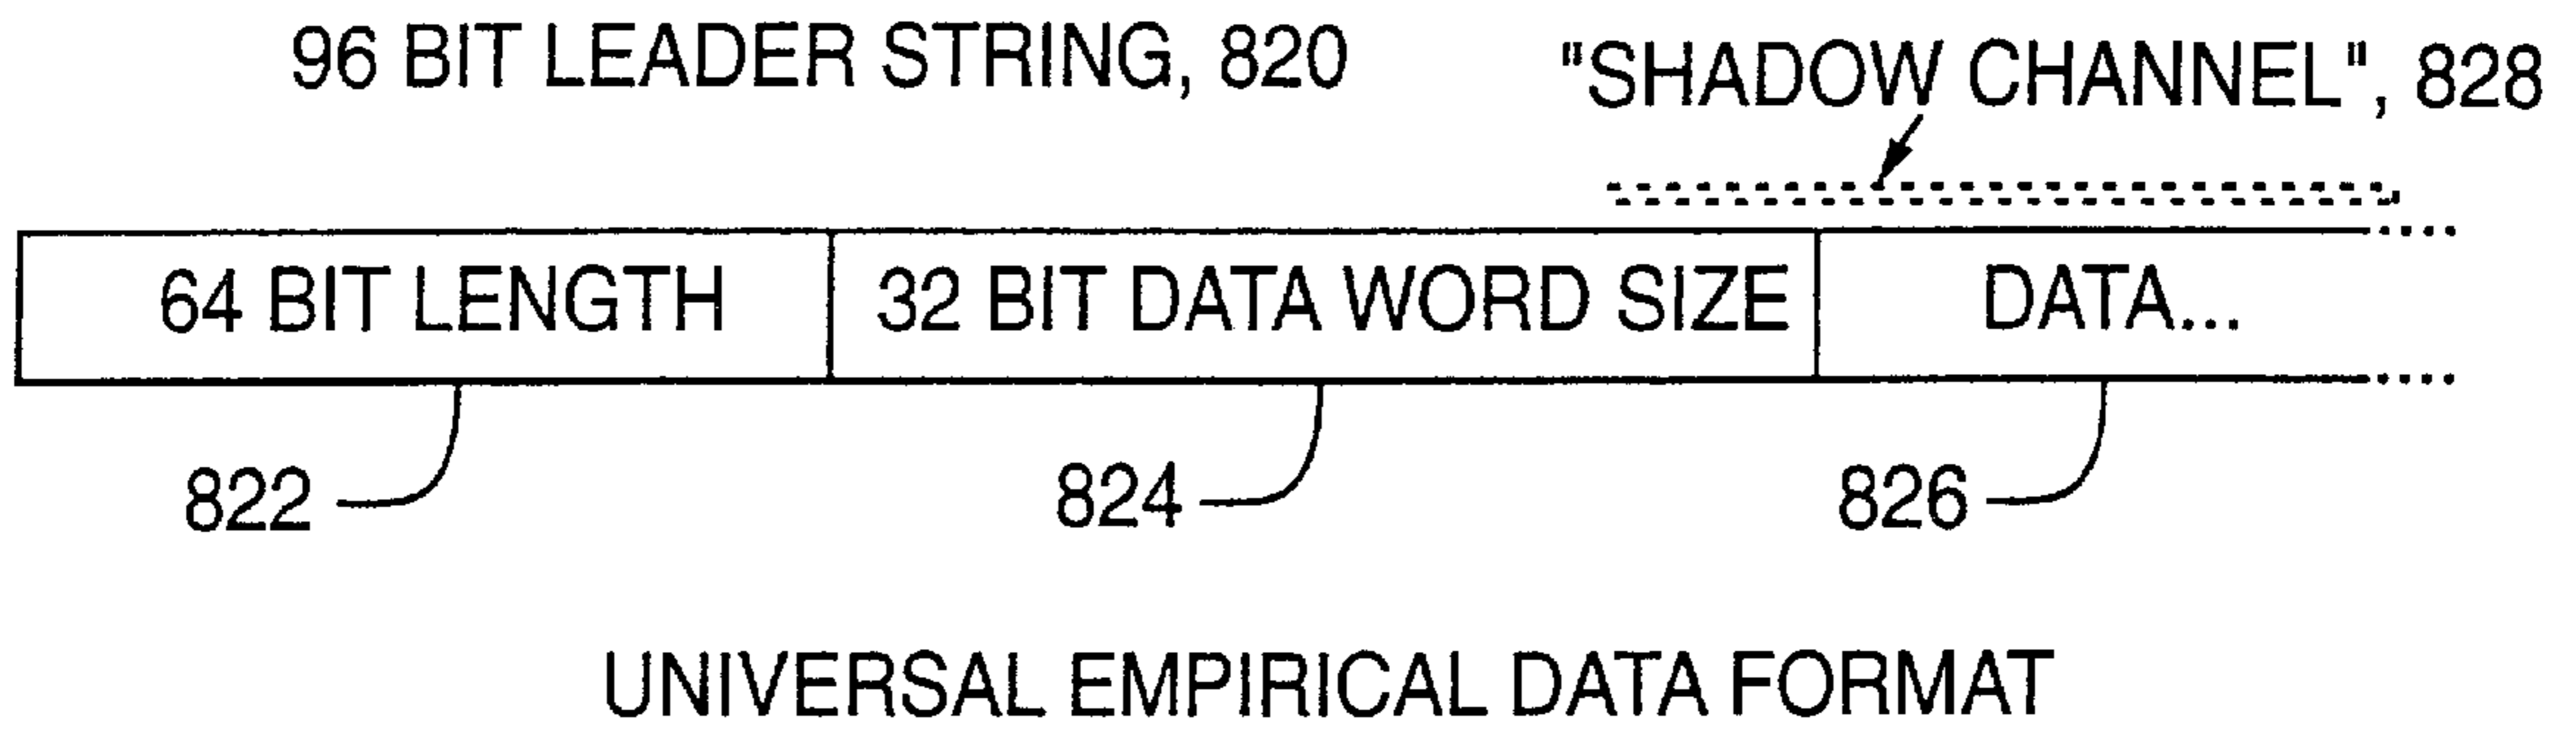 96 BIT LEADER STRING, 820
"SHADOW CHANNEL", 828
64 BIT LENGTH
32 BIT DATA WORD SIZE
DATA...
822
824
826
UNIVERSAL EMPIRICAL DATA FORMAT